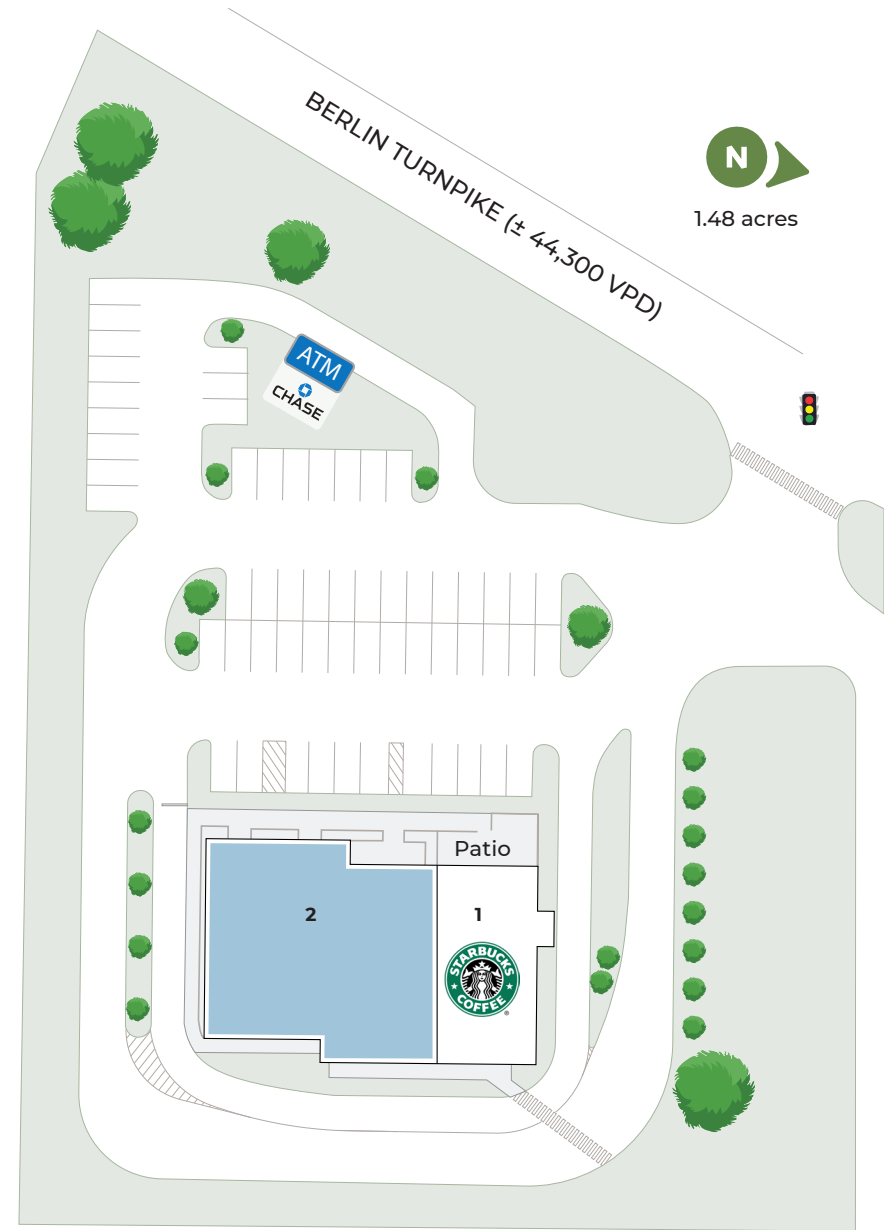 BERLIN TURNPIKE (± 44,300 VPD)
N
1.48 acres
ATM
CHASE
Patio
2
1
STARBUCKS
COFFEE
®